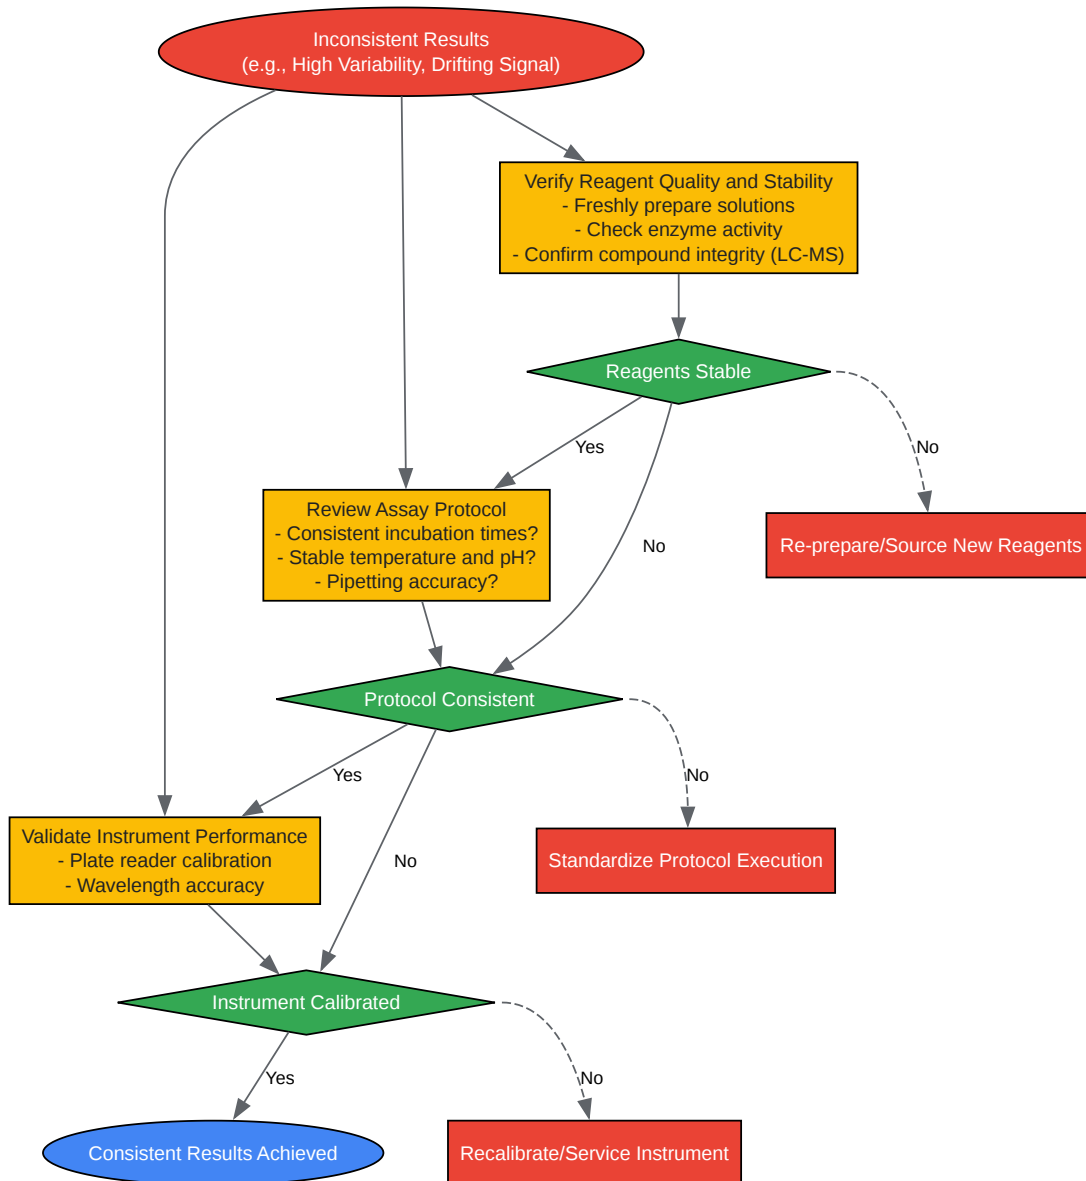 Inconsistent Results
(e.g., High Variability, Drifting Signal)
Verify Reagent Quality and Stability
- Freshly prepare solutions
- Check enzyme activity
- Confirm compound integrity (LC-MS)
Reagents Stable
Yes
No
No
Review Assay Protocol
- Consistent incubation times?
- Stable temperature and pH?
- Pipetting accuracy?
Re-prepare/Source New Reagents
Protocol Consistent
Yes
No
No
Validate Instrument Performance
- Plate reader calibration
- Wavelength accuracy
Standardize Protocol Execution
Instrument Calibrated
Yes
No
Consistent Results Achieved
Recalibrate/Service Instrument